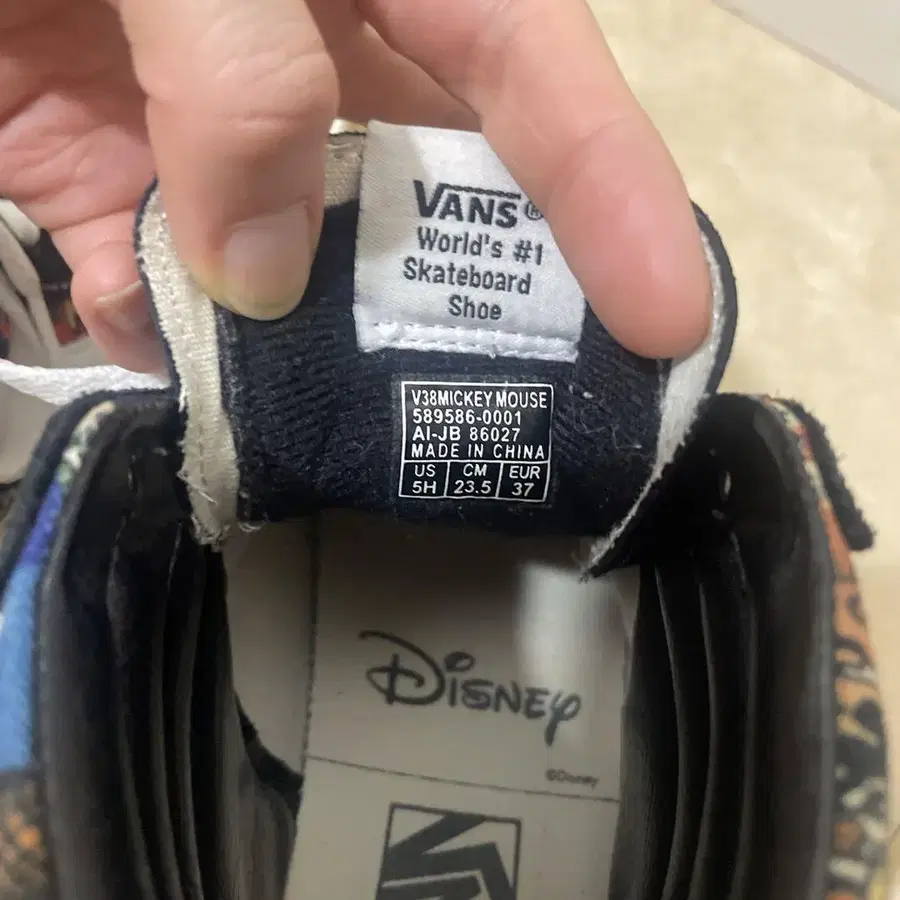 VANS®
World's #1
Skateboard
Shoe
V38MICKEY MOUSE
589586-0001
AI-JB 86027
MADE IN CHINA
US CM EUR
5H 23.5 37
Disney
©Disney